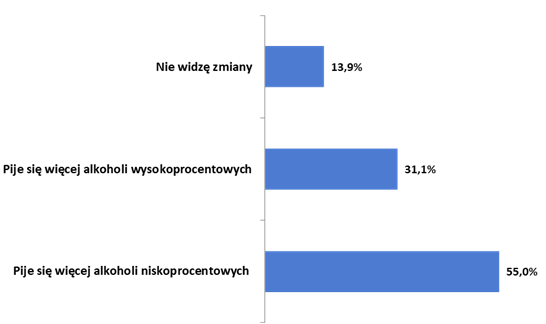 Nie widzę zmiany
13,9%
Pije się więcej alkoholi wysokoprocentowych
31,1%
Pije się więcej alkoholi niskoprocentowych
55,0%